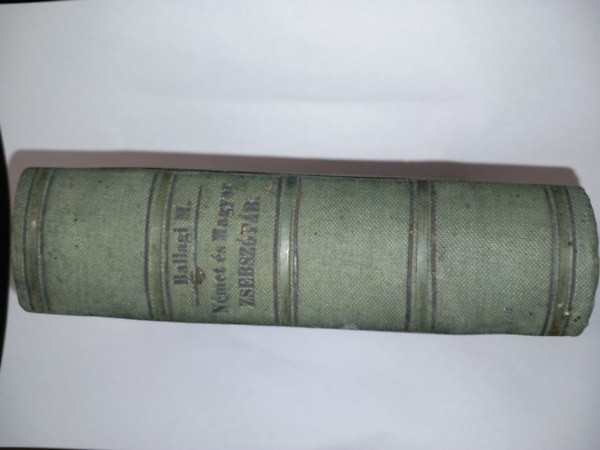 Ballagi M.
Német és Magyar
ZSEBSZÓTÁR.